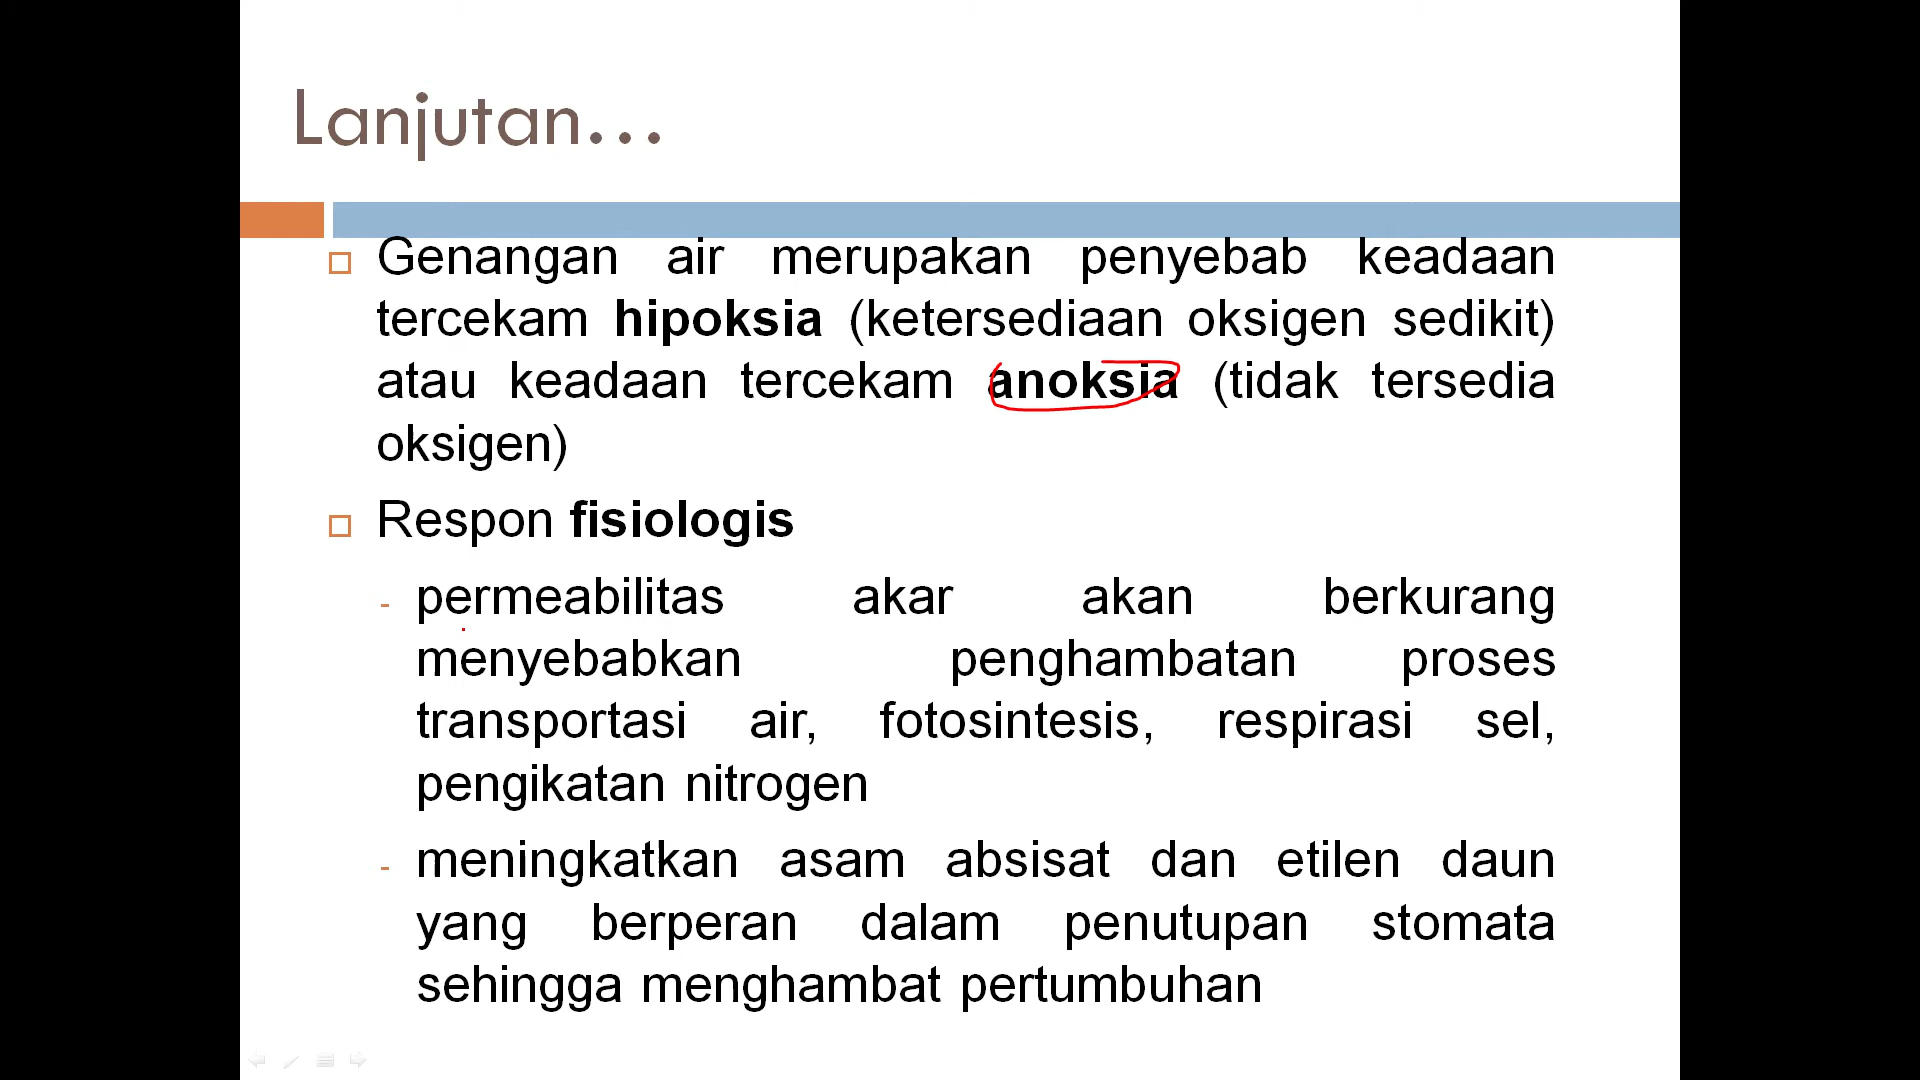 Lanjutan...
Genangan air merupakan penyebab keadaan
tercekam hipoksia (ketersediaan oksigen sedikit)
atau keadaan tercekam anoksia (tidak tersedia
oksigen)
Respon fisiologis
- permeabilitas akar akan berkurang
menyebabkan penghambatan proses
transportasi air, fotosintesis, respirasi sel,
pengikatan nitrogen
- meningkatkan asam absisat dan etilen daun
yang berperan dalam penutupan stomata
sehingga menghambat pertumbuhan